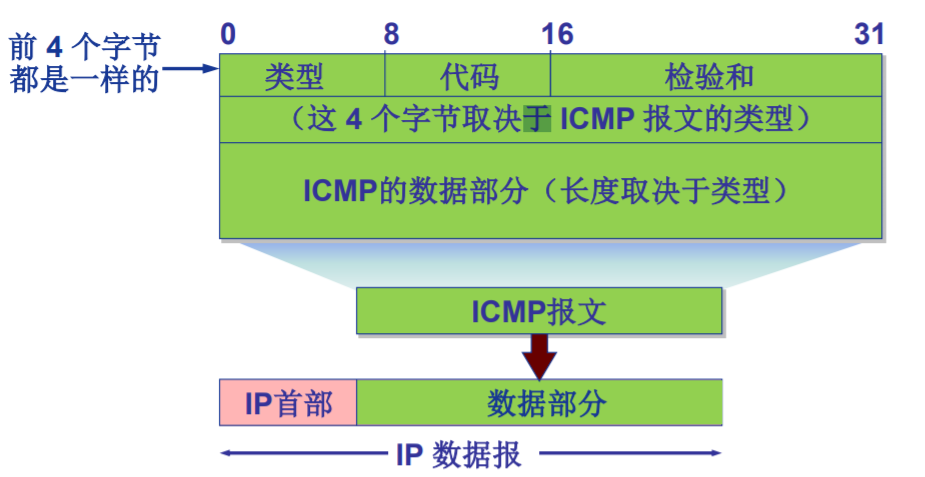 0 8 16 31
前 4 个字节
都是一样的
类型 代码 检验和
（这 4 个字节取决于 ICMP 报文的类型）
ICMP的数据部分（长度取决于类型）
ICMP报文
IP首部 数据部分
IP 数据报